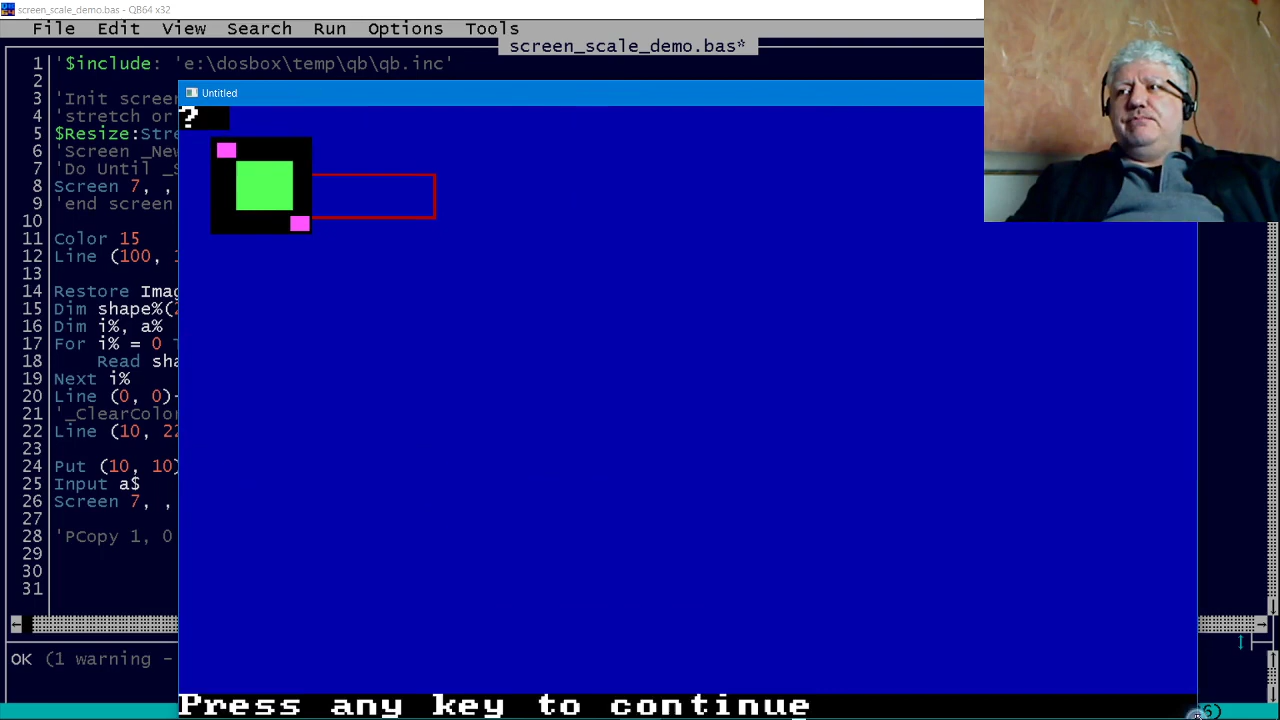 screen_scale_demo.bas - QB64 x32
File Edit View Search Run Options Tools
screen_scale_demo.bas*
1 '$include: 'e:\dosbox\temp\qb\qb.inc'
2
3 'Init screen
4 'stretch or
5 $Resize:Stre
6 'Screen _New
7 'Do Until _S
8 Screen 7, ,
9 'end screen
10
11 Color 15
12 Line (100, 1
13
14 Restore Imag
15 Dim shape%(2
16 Dim i%, a%
17 For i% = 0 T
18 Read sha
19 Next i%
20 Line (0, 0)-
21 '_ClearColor
22 Line (10, 22
23
24 Put (10, 10)
25 Input a$
26 Screen 7, ,
27
28 'PCopy 1, 0
29
30
31
Untitled
?
Press any key to continue
OK (1 warning -
6)